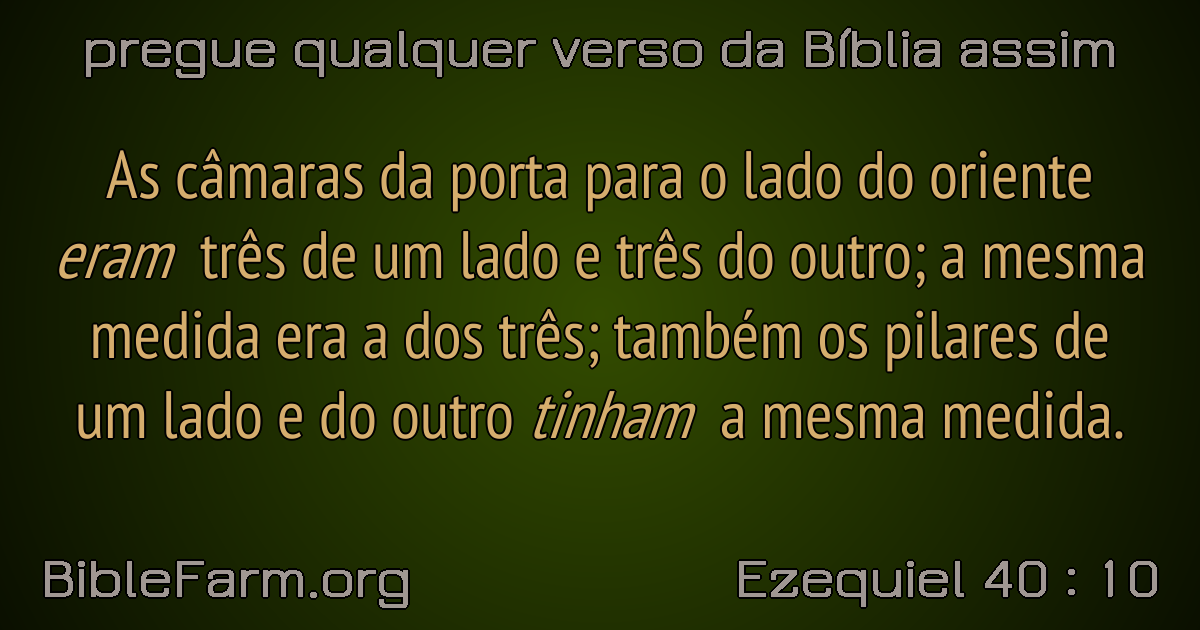 pregue qualquer verso da Bíblia assim
As câmaras da porta para o lado do oriente
eram três de um lado e três do outro; a mesma
medida era a dos três; também os pilares de
um lado e do outro tinham a mesma medida.
BibleFarm.org
Ezequiel 40 : 10